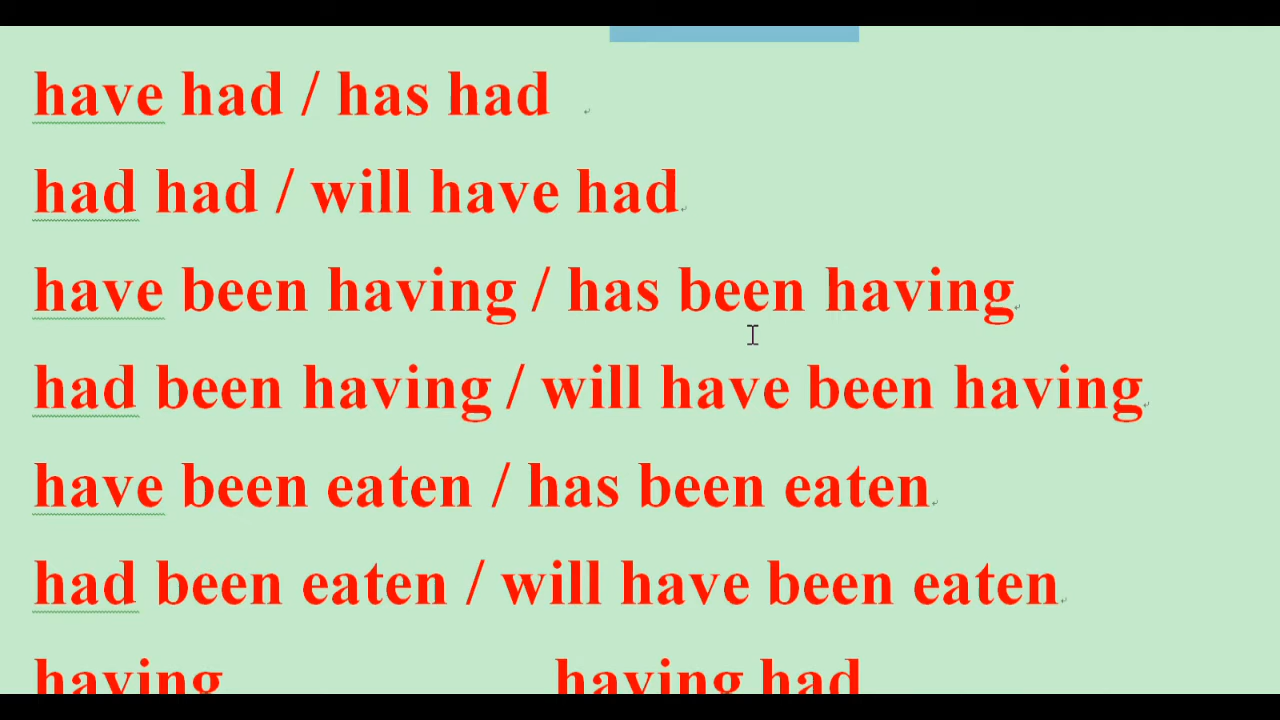 have had / has had
had had / will have had
have been having / has been having
had been having / will have been having
have been eaten / has been eaten
had been eaten / will have been eaten
having having had